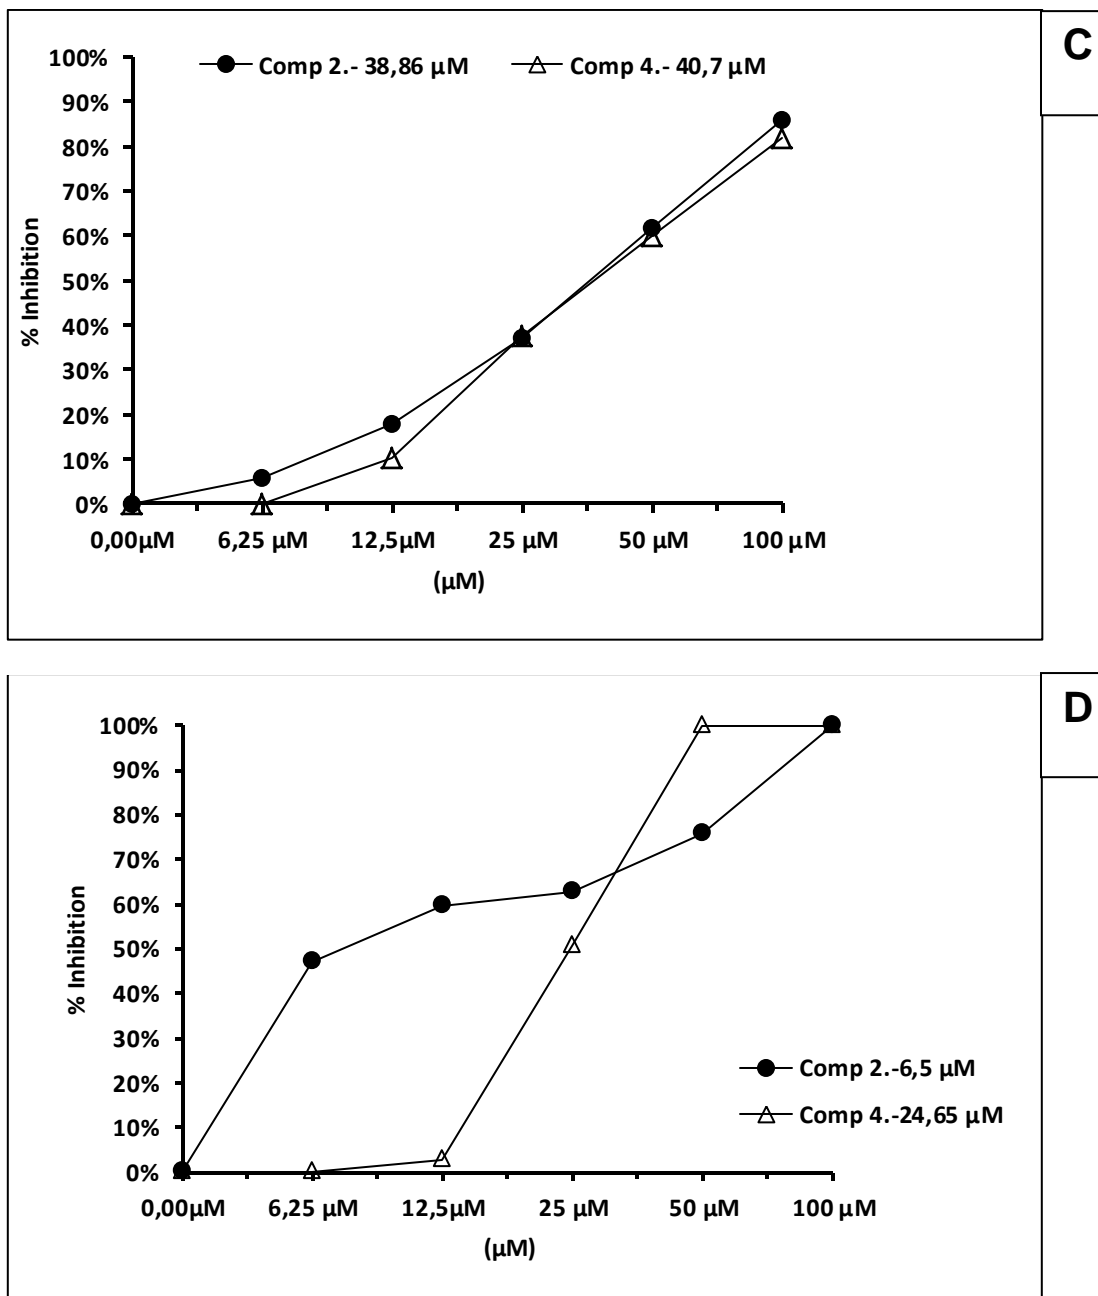 C
Comp 2.- 38,86 µM
Comp 4.- 40,7 µM
100%
90%
80%
70%
60%
50%
40%
30%
20%
10%
0%
% Inhibition
0,00µM 6,25 µM 12,5µM 25 µM 50 µM 100 µM
(µM)
D
100%
90%
80%
70%
60%
50%
40%
30%
20%
10%
0%
% Inhibition
Comp 2.-6,5 µM
Comp 4.-24,65 µM
0,00µM 6,25 µM 12,5µM 25 µM 50 µM 100 µM
(µM)